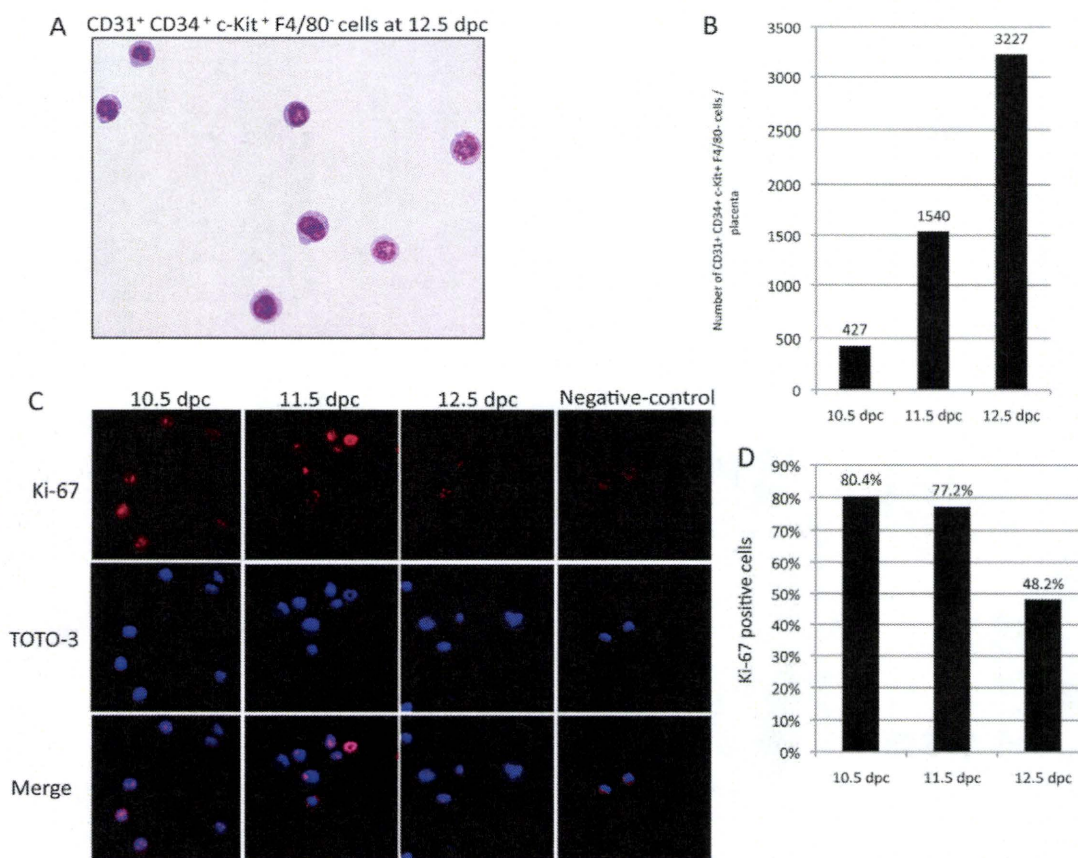 A
CD31⁺ CD34 ⁺ c-Kit ⁺ F4/80⁻ cells at 12.5 dpc
B
Number of CD31+ CD34+ c-Kit+ F4/80- cells /
placenta
3500
3000
2500
2000
1500
1000
500
0
427
1540
3227
10.5 dpc
11.5 dpc
12.5 dpc
C
10.5 dpc
11.5 dpc
12.5 dpc
Negative-control
Ki-67
TOTO-3
Merge
D
Ki-67 positive cells
90%
80%
70%
60%
50%
40%
30%
20%
10%
0%
80.4%
77.2%
48.2%
10.5 dpc
11.5 dpc
12.5 dpc